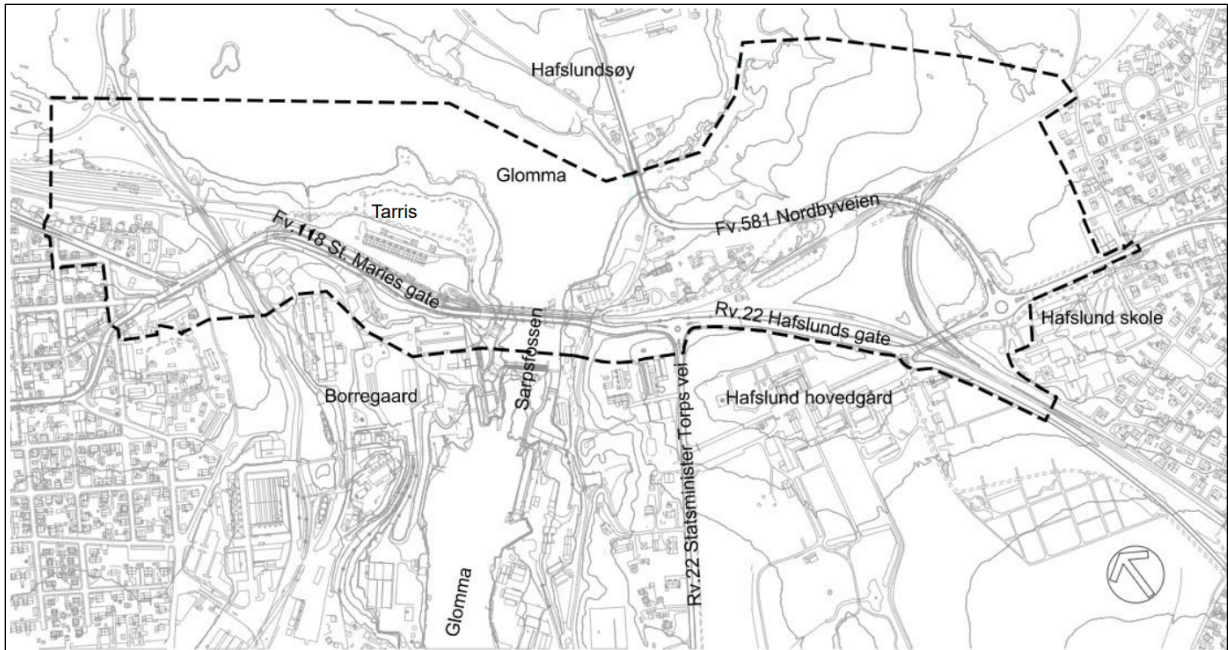 Hafslundsøy
Glomma
Tarris
Fv.118 St. Maries gate
Fv.581 Nordbyveien
Rv.22 Hafslunds gate
Hafslund skole
Sarpsfossen
Borregaard
Hafslund hovedgård
Rv.22 Statsminister Torps vei
Glomma